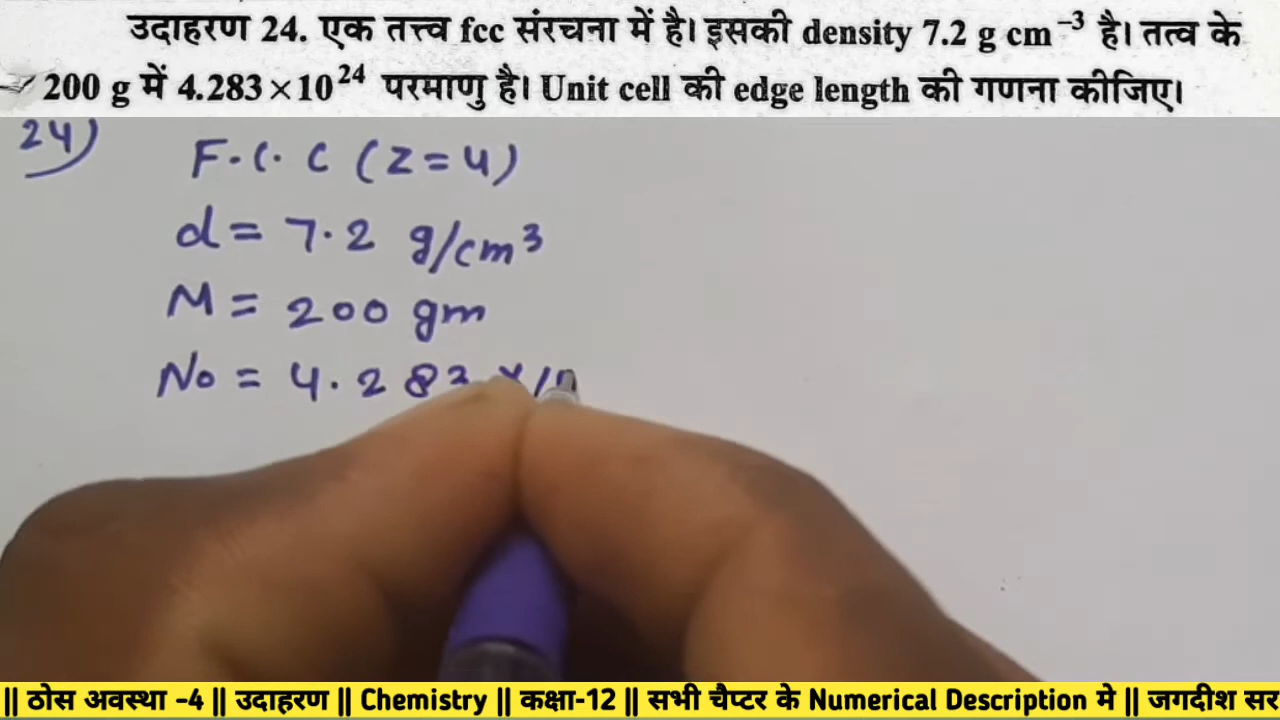 उदाहरण 24. एक तत्त्व fcc संरचना में है। इसकी density 7.2 g cm⁻³ है। तत्व के
200 g में 4.283×10²⁴ परमाणु है। Unit cell की edge length की गणना कीजिए।
24)
F.C.C (Z=4)
d = 7.2 g/cm³
M = 200 gm
No = 4.283 × 10
|| ठोस अवस्था -4 || उदाहरण || Chemistry || कक्षा-12 || सभी चैप्टर के Numerical Description मे || जगदीश सर